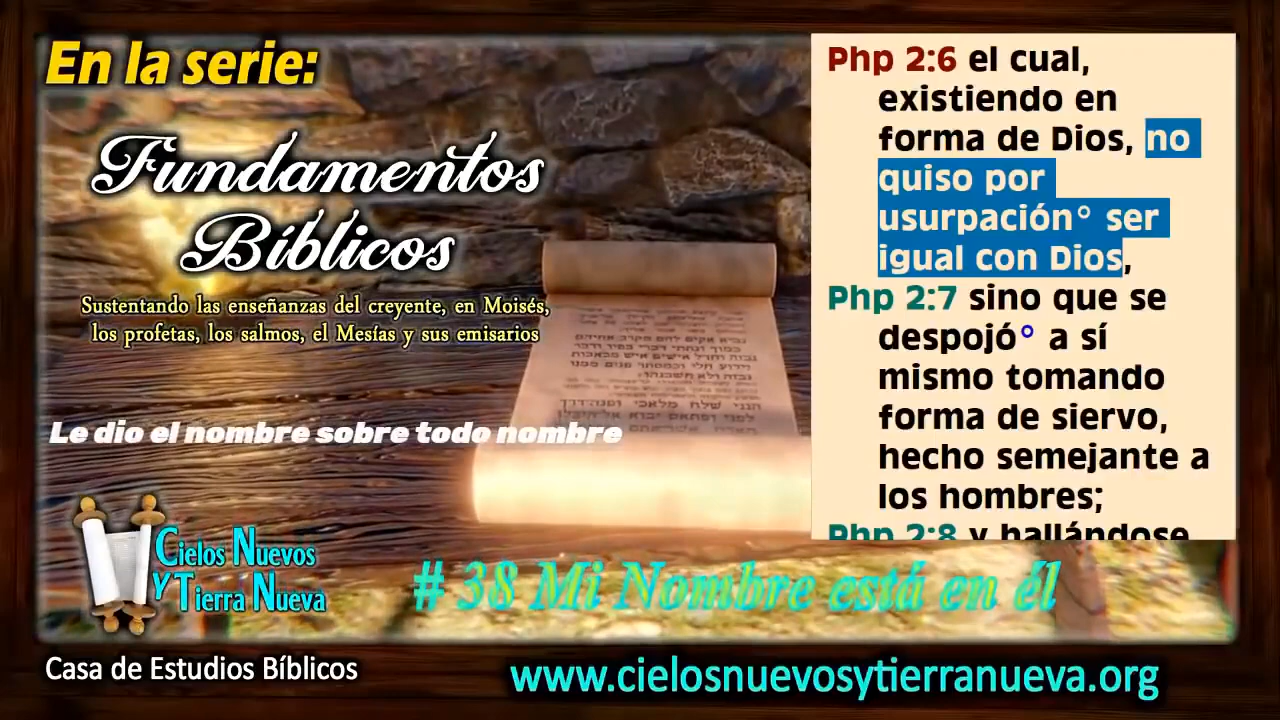 En la serie:
Fundamentos
Bíblicos
Sustentando las enseñanzas del creyente, en Moisés,
los profetas, los salmos, el Mesías y sus emisarios
Le dio el nombre sobre todo nombre
Cielos Nuevos
Y Tierra Nueva
Casa de Estudios Bíblicos
Php 2:6 el cual,
existiendo en
forma de Dios, no
quiso por
usurpación° ser
igual con Dios,
Php 2:7 sino que se
despojó° a sí
mismo tomando
forma de siervo,
hecho semejante a
los hombres;
Php 2:8 y hallándose
# 38 Mi Nombre está en él
www.cielosnuevosytierranueva.org